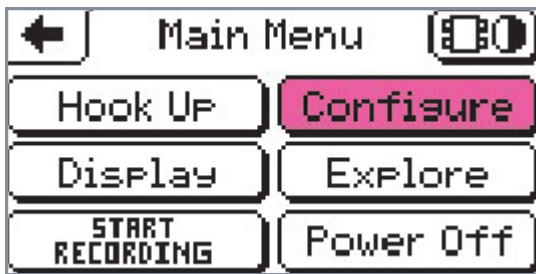 Main Menu
Hook Up
Configure
Display
Explore
START
RECORDING
Power Off